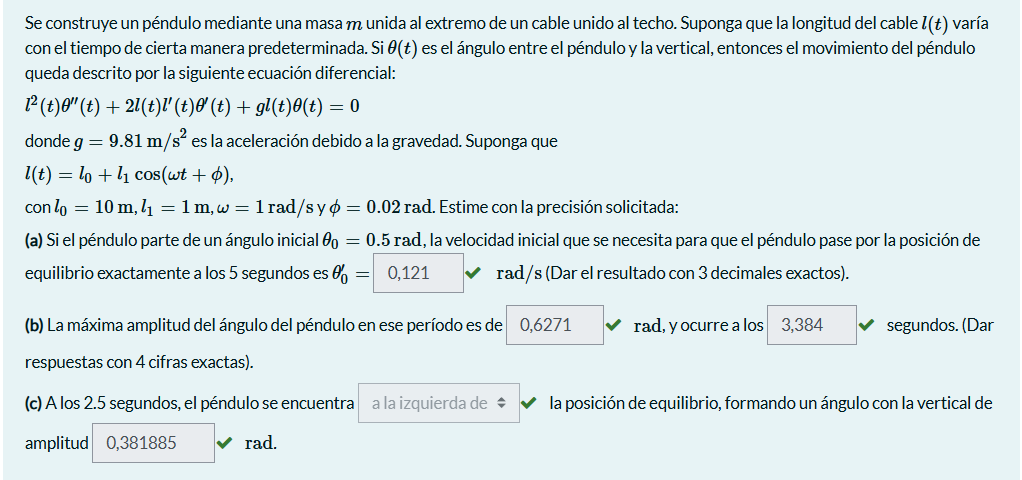 Se construye un péndulo mediante una masa m unida al extremo de un cable unido al techo. Suponga que la longitud del cable l(t) varía
con el tiempo de cierta manera predeterminada. Si θ(t) es el ángulo entre el péndulo y la vertical, entonces el movimiento del péndulo
queda descrito por la siguiente ecuación diferencial:
l²(t)θ″(t) + 2l(t)l′(t)θ′(t) + gl(t)θ(t) = 0
donde g = 9.81 m/s² es la aceleración debido a la gravedad. Suponga que
l(t) = l₀ + l₁ cos(ωt + ϕ),
con l₀ = 10 m, l₁ = 1 m, ω = 1 rad/s y ϕ = 0.02 rad. Estime con la precisión solicitada:
(a) Si el péndulo parte de un ángulo inicial θ₀ = 0.5 rad, la velocidad inicial que se necesita para que el péndulo pase por la posición de
equilibrio exactamente a los 5 segundos es θ′₀ = 0,121 ✔ rad/s (Dar el resultado con 3 decimales exactos).
(b) La máxima amplitud del ángulo del péndulo en ese período es de 0,6271 ✔ rad, y ocurre a los 3,384 ✔ segundos. (Dar
respuestas con 4 cifras exactas).
(c) A los 2.5 segundos, el péndulo se encuentra a la izquierda de ✔ la posición de equilibrio, formando un ángulo con la vertical de
amplitud 0,381885 ✔ rad.